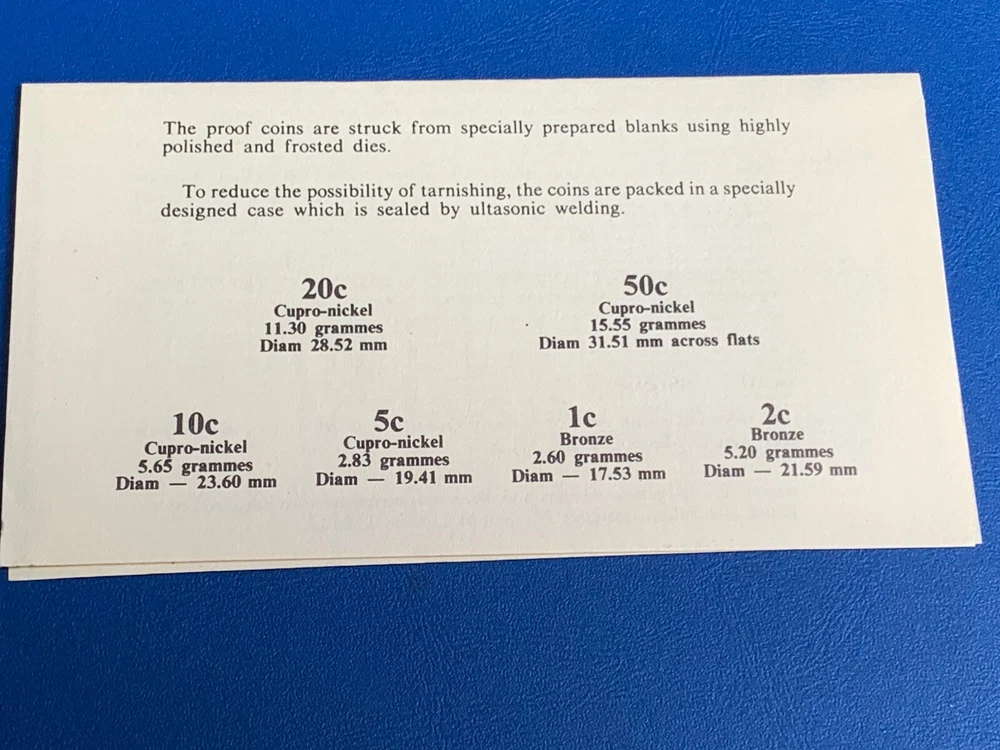 The proof coins are struck from specially prepared blanks using highly
polished and frosted dies.
To reduce the possibility of tarnishing, the coins are packed in a specially
designed case which is sealed by ultasonic welding.
20c
Cupro-nickel
11.30 grammes
Diam 28.52 mm
50c
Cupro-nickel
15.55 grammes
Diam 31.51 mm across flats
10c
Cupro-nickel
5.65 grammes
Diam — 23.60 mm
5c
Cupro-nickel
2.83 grammes
Diam — 19.41 mm
1c
Bronze
2.60 grammes
Diam — 17.53 mm
2c
Bronze
5.20 grammes
Diam — 21.59 mm